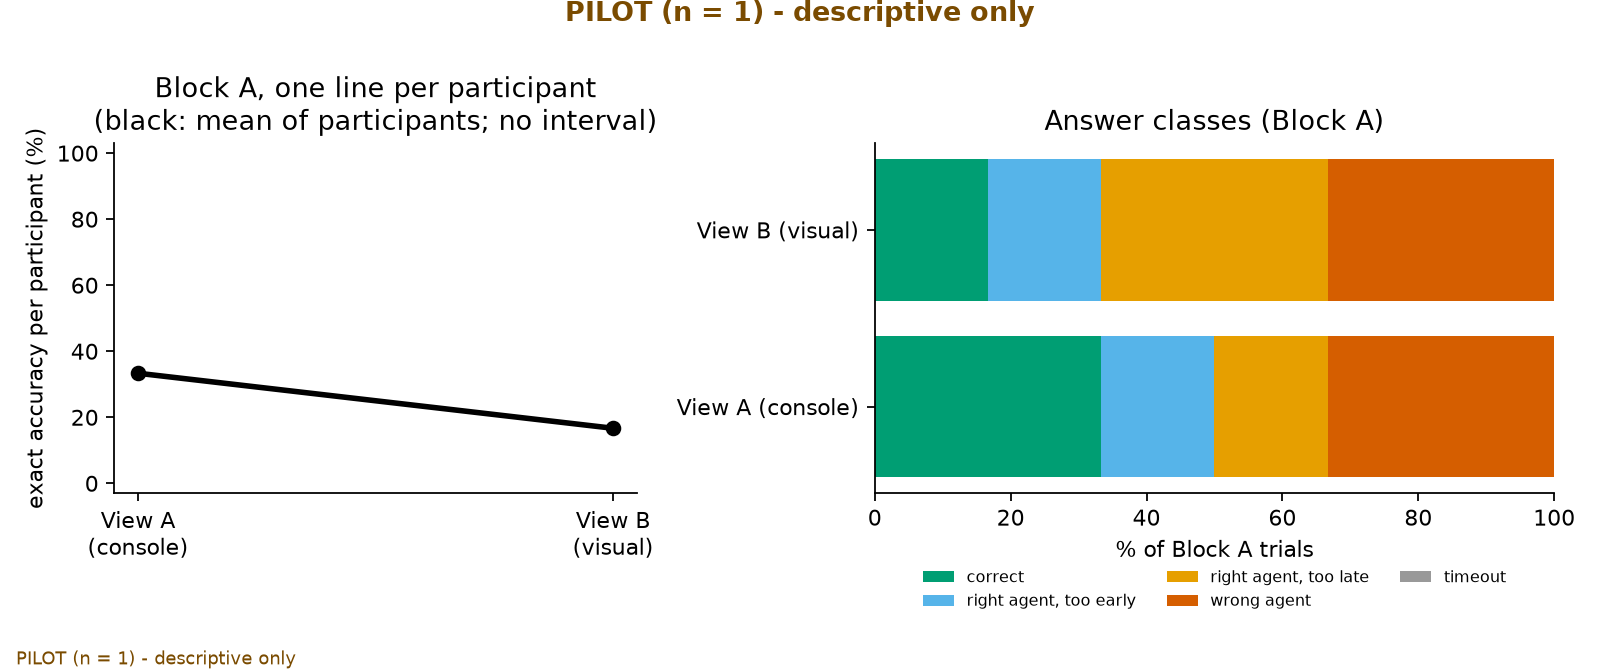 PILOT (n = 1) - descriptive only
Block A, one line per participant
(black: mean of participants; no interval)
exact accuracy per participant (%)
100
80
60
40
20
0
View A
(console)
View B
(visual)
Answer classes (Block A)
View B (visual)
View A (console)
0 20 40 60 80 100
% of Block A trials
correct
right agent, too early
right agent, too late
wrong agent
timeout
PILOT (n = 1) - descriptive only